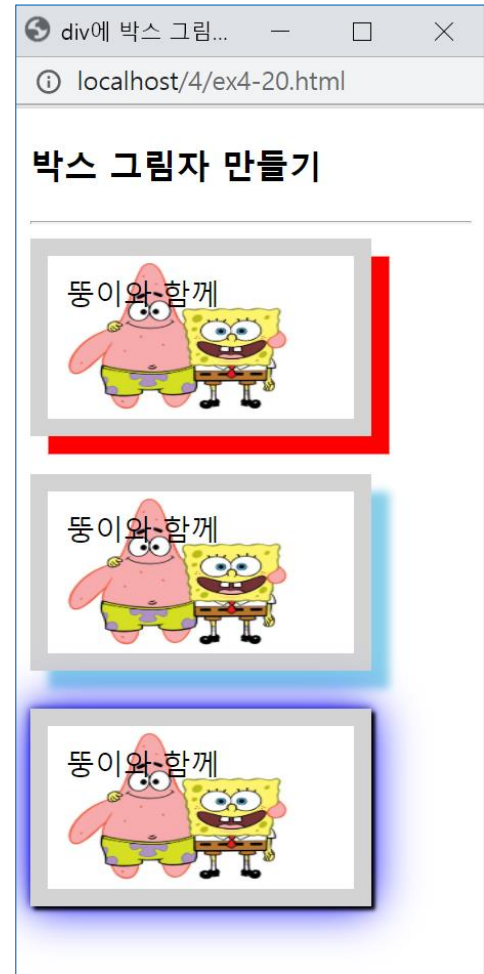 div에 박스 그림...
localhost/4/ex4-20.html
박스 그림자 만들기
뚱이와 함께
뚱이와 함께
뚱이와 함께